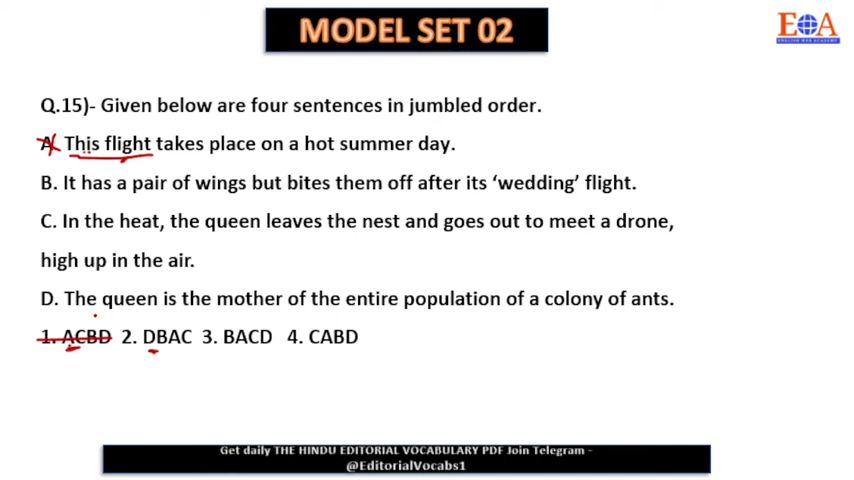 MODEL SET 02
EOA
ENGLISH WEB ACADEMY
Q.15)- Given below are four sentences in jumbled order.
A. This flight takes place on a hot summer day.
B. It has a pair of wings but bites them off after its ‘wedding’ flight.
C. In the heat, the queen leaves the nest and goes out to meet a drone,
high up in the air.
D. The queen is the mother of the entire population of a colony of ants.
1. ACBD 2. DBAC 3. BACD 4. CABD
Get daily THE HINDU EDITORIAL VOCABULARY PDF Join Telegram -
@EditorialVocabs1